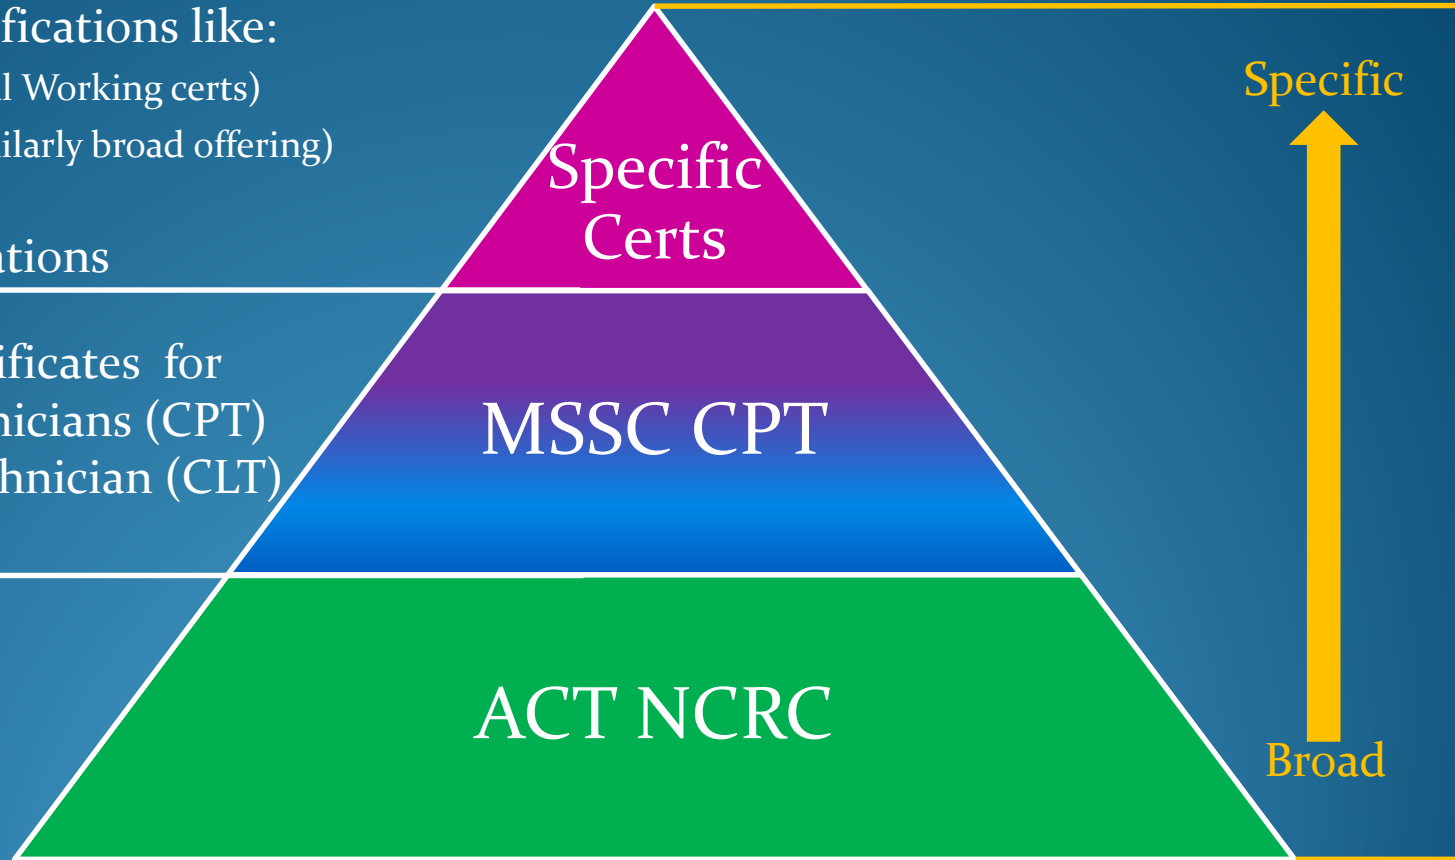 fications like:
l Working certs)
ilarly broad offering)
ations
ificates for
nicians (CPT)
hnician (CLT)
Specific
Certs
MSSC CPT
ACT NCRC
Specific
Broad